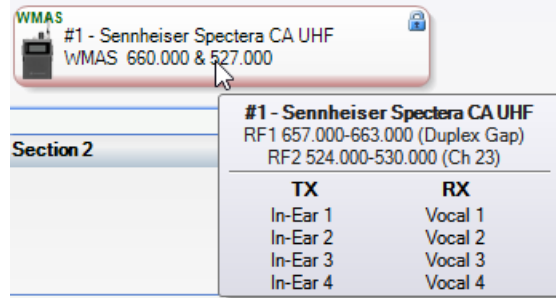 WMAS
#1 - Sennheiser Spectera CA UHF
WMAS 660.000 & 527.000
#1 - Sennheiser Spectera CA UHF
RF1 657.000-663.000 (Duplex Gap)
RF2 524.000-530.000 (Ch 23)
Section 2
TX RX
In-Ear 1 Vocal 1
In-Ear 2 Vocal 2
In-Ear 3 Vocal 3
In-Ear 4 Vocal 4